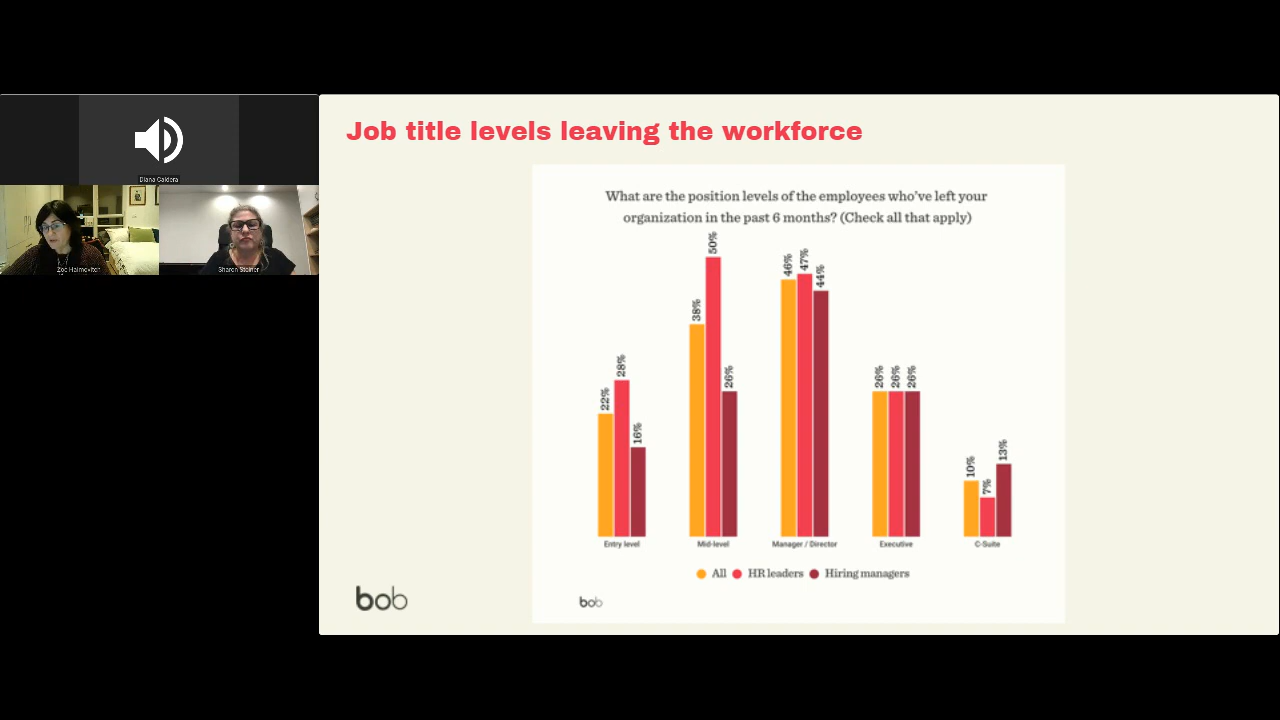 Job title levels leaving the workforce
Diana Caldera
Zoe Haimovitch
Sharon Steiner
What are the position levels of the employees who've left your
organization in the past 6 months? (Check all that apply)
22%
28%
16%
38%
50%
26%
46%
47%
44%
26%
26%
26%
10%
7%
13%
Entry level
Mid-level
Manager / Director
Executive
C-Suite
All
HR leaders
Hiring managers
bob
bob